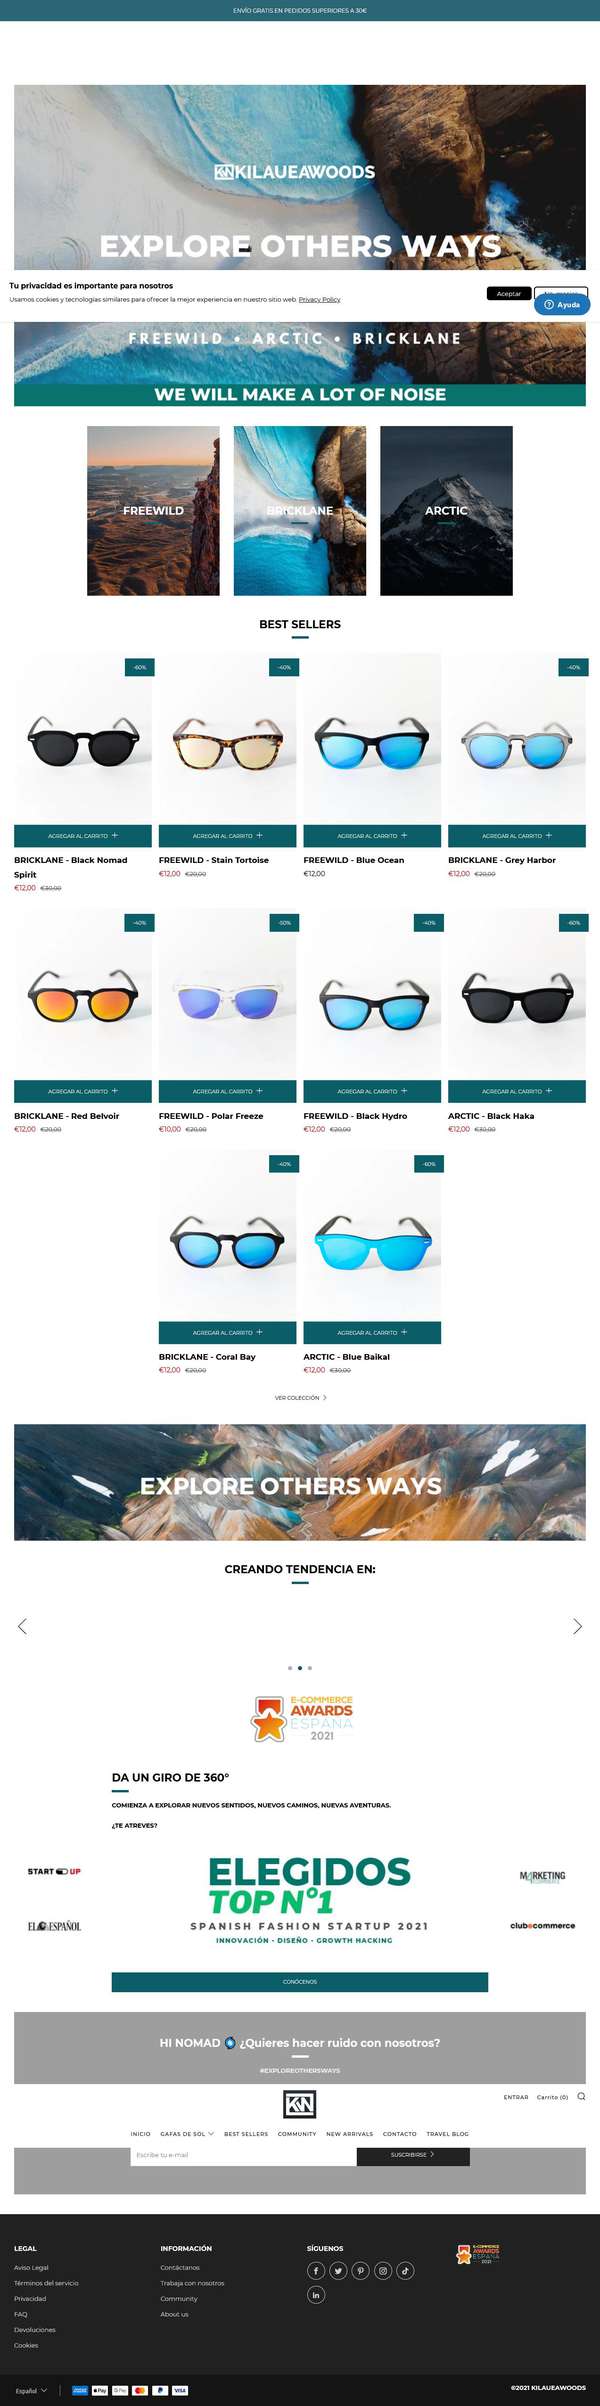 ENVÍO GRATIS EN PEDIDOS SUPERIORES A 30€
KILAUEAWOODS
EXPLORE OTHERS WAYS
Tu privacidad es importante para nosotros
Usamos cookies y tecnologías similares para ofrecer la mejor experiencia en nuestro sitio web. Privacy Policy
Aceptar
Ayuda
FREEWILD • ARCTIC • BRICKLANE
WE WILL MAKE A LOT OF NOISE
FREEWILD
BRICKLANE
ARCTIC
BEST SELLERS
-60%
-40%
-40%
AGREGAR AL CARRITO +
AGREGAR AL CARRITO +
AGREGAR AL CARRITO +
AGREGAR AL CARRITO +
BRICKLANE - Black Nomad Spirit
€12,00 €30,00
FREEWILD - Stain Tortoise
€12,00 €20,00
FREEWILD - Blue Ocean
€12,00
BRICKLANE - Grey Harbor
€12,00 €20,00
-40%
-50%
-40%
-60%
AGREGAR AL CARRITO +
AGREGAR AL CARRITO +
AGREGAR AL CARRITO +
AGREGAR AL CARRITO +
BRICKLANE - Red Belvoir
€12,00 €20,00
FREEWILD - Polar Freeze
€10,00 €20,00
FREEWILD - Black Hydro
€12,00 €20,00
ARCTIC - Black Haka
€12,00 €30,00
-40%
-60%
AGREGAR AL CARRITO +
AGREGAR AL CARRITO +
BRICKLANE - Coral Bay
€12,00 €20,00
ARCTIC - Blue Baikal
€12,00 €30,00
VER COLECCIÓN
EXPLORE OTHERS WAYS
CREANDO TENDENCIA EN:
E-COMMERCE
AWARDS
ESPAÑA
2021
DA UN GIRO DE 360º
COMIENZA A EXPLORAR NUEVOS SENTIDOS, NUEVOS CAMINOS, NUEVAS AVENTURAS.
¿TE ATREVES?
START UP
EL ESPAÑOL
ELEGIDOS
TOP Nº1
SPANISH FASHION STARTUP 2021
INNOVACIÓN • DISEÑO • GROWTH HACKING
M4RKETING
ECOMMERCE
clubecommerce
CONÓCENOS
HI NOMAD ¿Quieres hacer ruido con nosotros?
#EXPLOREOTHERSWAYS
KW
ENTRAR
Carrito (0)
INICIO
GAFAS DE SOL
BEST SELLERS
COMMUNITY
NEW ARRIVALS
CONTACTO
TRAVEL BLOG
Escribe tu e-mail
SUSCRIBIRSE
LEGAL
Aviso Legal
Términos del servicio
Privacidad
FAQ
Devoluciones
Cookies
INFORMACIÓN
Contáctanos
Trabaja con nosotros
Community
About us
SÍGUENOS
E-COMMERCE
AWARDS
ESPAÑA
2021
Español
Apple Pay
G Pay
PayPal
VISA
©2021 KILAUEAWOODS